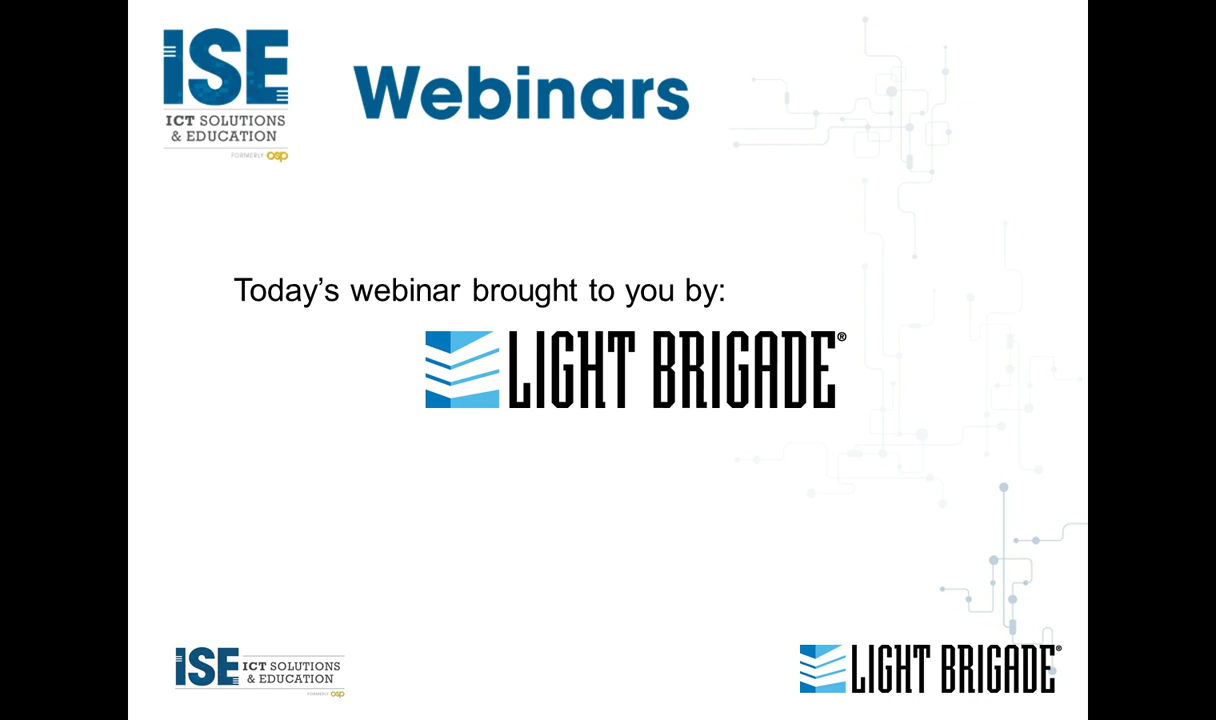 ISE
ICT SOLUTIONS
& EDUCATION
FORMERLY osp
Webinars
Today's webinar brought to you by:
LIGHT BRIGADE®
ISE ICT SOLUTIONS
& EDUCATION
FORMERLY osp
LIGHT BRIGADE®